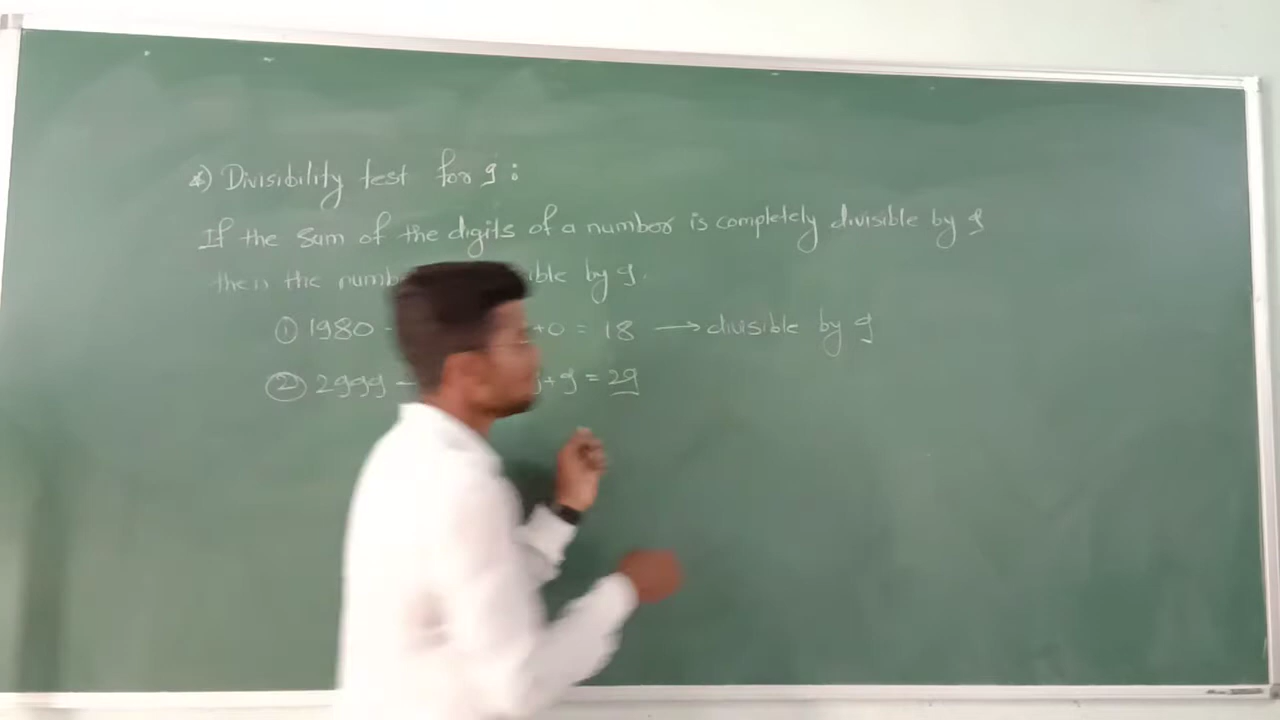 *) Divisibility test for 9 :
If the sum of the digits of a number is completely divisible by 9
then the numb ible by 9.
① 1980 - +0 = 18 → divisible by 9
② 2999 - 9+9 = 29